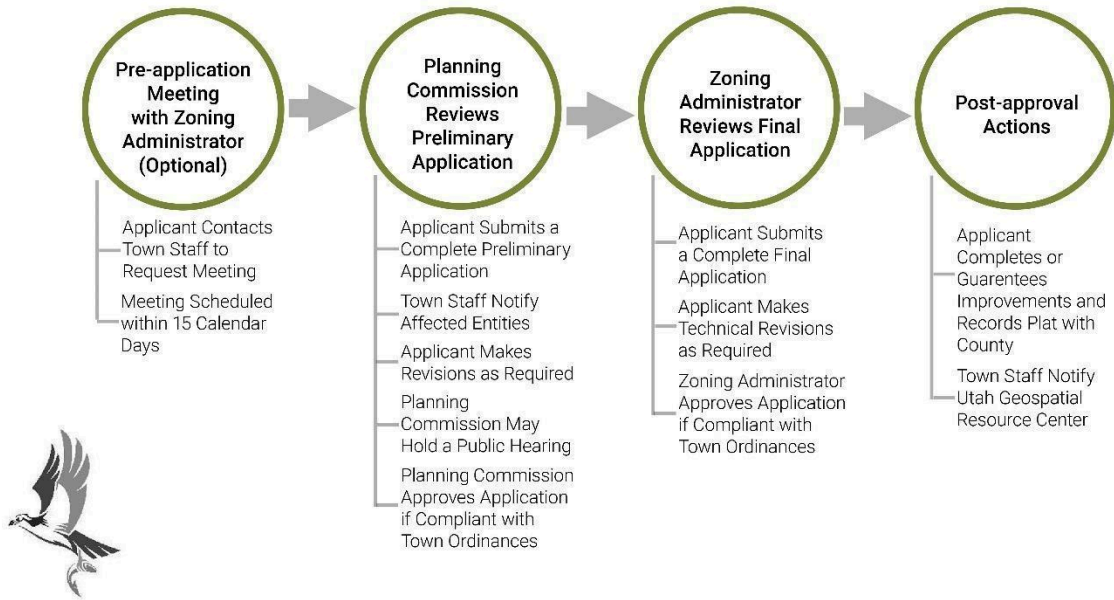 Pre-application
Meeting
with Zoning
Administrator
(Optional)
Applicant Contacts
Town Staff to
Request Meeting
Meeting Scheduled
within 15 Calendar
Days
Planning
Commission
Reviews
Preliminary
Application
Applicant Submits a
Complete Preliminary
Application
Town Staff Notify
Affected Entities
Applicant Makes
Revisions as Required
Planning
Commission May
Hold a Public Hearing
Planning Commission
Approves Application
if Compliant with
Town Ordinances
Zoning
Administrator
Reviews Final
Application
Applicant Submits
a Complete Final
Application
Applicant Makes
Technical Revisions
as Required
Zoning Administrator
Approves Application
if Compliant with
Town Ordinances
Post-approval
Actions
Applicant
Completes or
Guarentees
Improvements and
Records Plat with
County
Town Staff Notify
Utah Geospatial
Resource Center